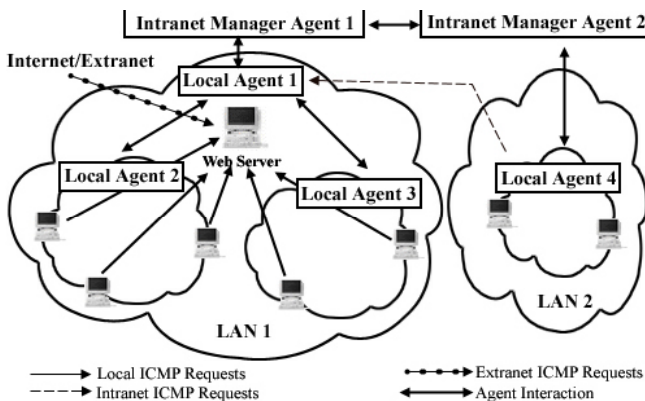 Intranet Manager Agent 1
Intranet Manager Agent 2
Internet/Extranet
Local Agent 1
Web Server
Local Agent 2
Local Agent 3
Local Agent 4
LAN 1
LAN 2
Local ICMP Requests
Extranet ICMP Requests
Intranet ICMP Requests
Agent Interaction